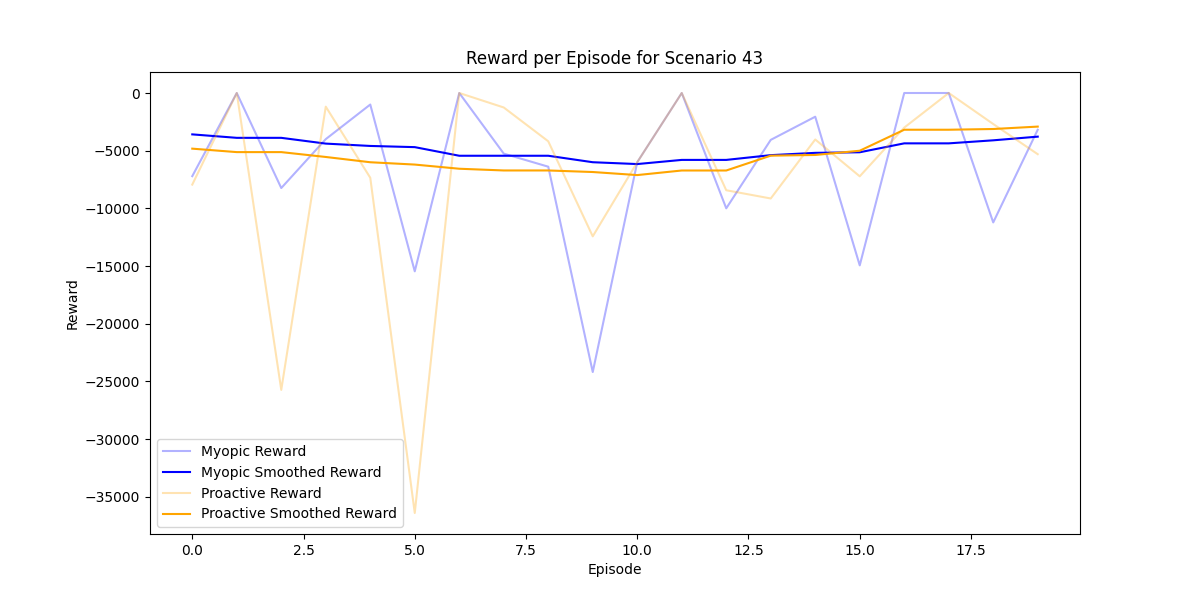 Reward per Episode for Scenario 43
0
−5000
−10000
−15000
−20000
−25000
−30000
−35000
Reward
Myopic Reward
Myopic Smoothed Reward
Proactive Reward
Proactive Smoothed Reward
0.0 2.5 5.0 7.5 10.0 12.5 15.0 17.5
Episode